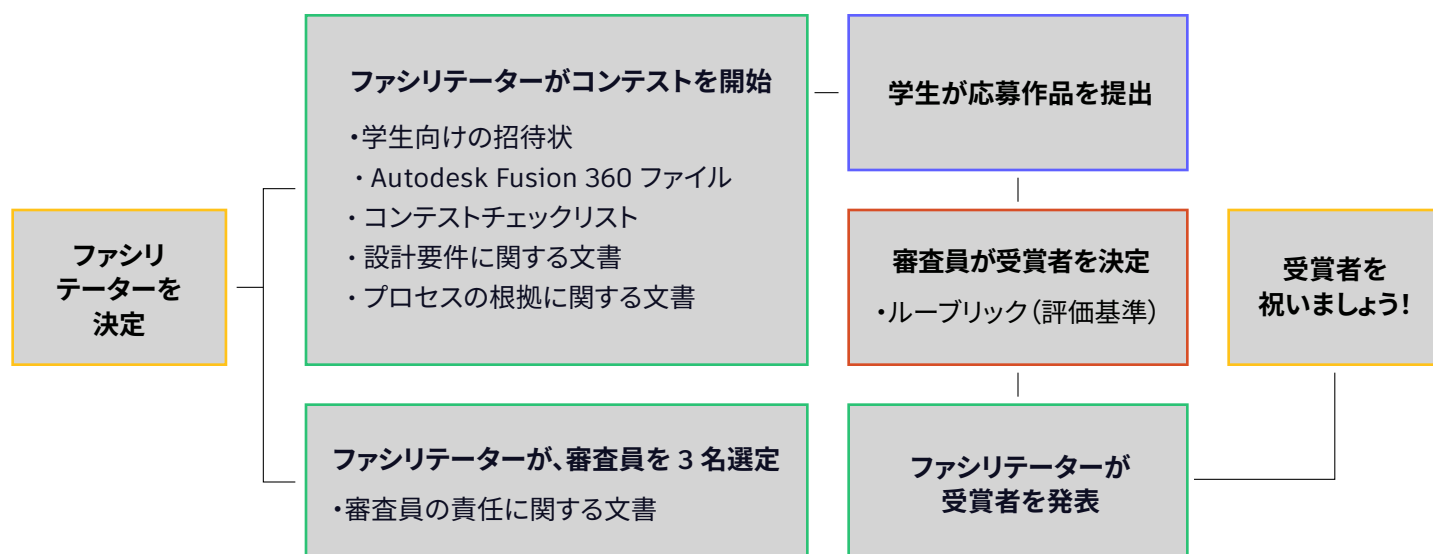 ファシリ
テーターを
決定
ファシリテーターがコンテストを開始
・学生向けの招待状
・Autodesk Fusion 360 ファイル
・コンテストチェックリスト
・設計要件に関する文書
・プロセスの根拠に関する文書
ファシリテーターが、審査員を 3 名選定
・審査員の責任に関する文書
学生が応募作品を提出
審査員が受賞者を決定
・ルーブリック(評価基準)
ファシリテーターが
受賞者を発表
受賞者を
祝いましょう!